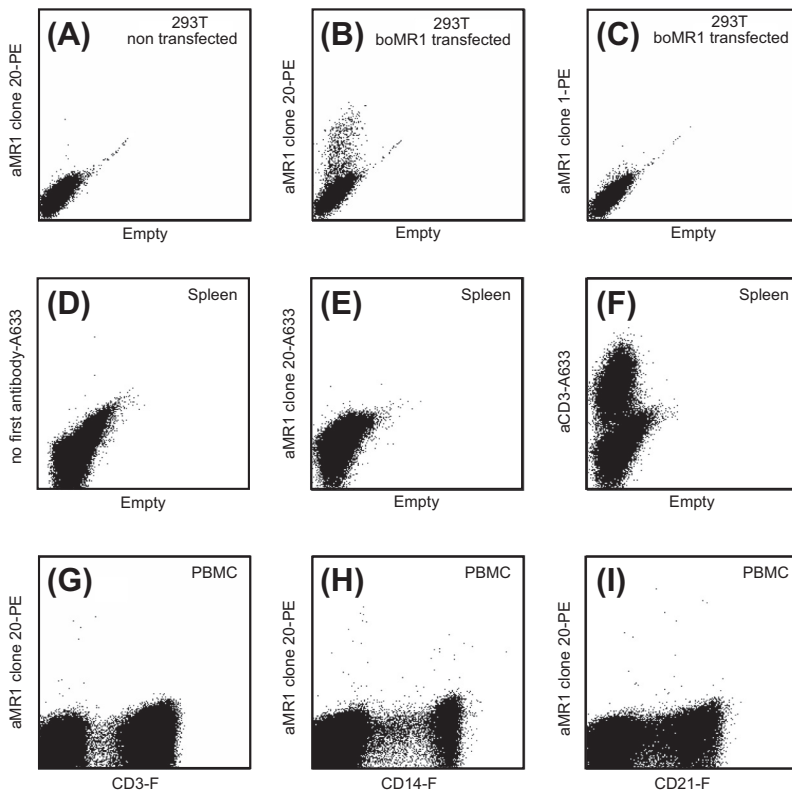 (A)
293T
non transfected
aMR1 clone 20-PE
Empty
(B)
293T
boMR1 transfected
aMR1 clone 20-PE
Empty
(C)
293T
boMR1 transfected
aMR1 clone 1-PE
Empty
(D)
Spleen
no first antibody-A633
Empty
(E)
Spleen
aMR1 clone 20-A633
Empty
(F)
Spleen
aCD3-A633
Empty
(G)
PBMC
aMR1 clone 20-PE
CD3-F
(H)
PBMC
aMR1 clone 20-PE
CD14-F
(I)
PBMC
aMR1 clone 20-PE
CD21-F